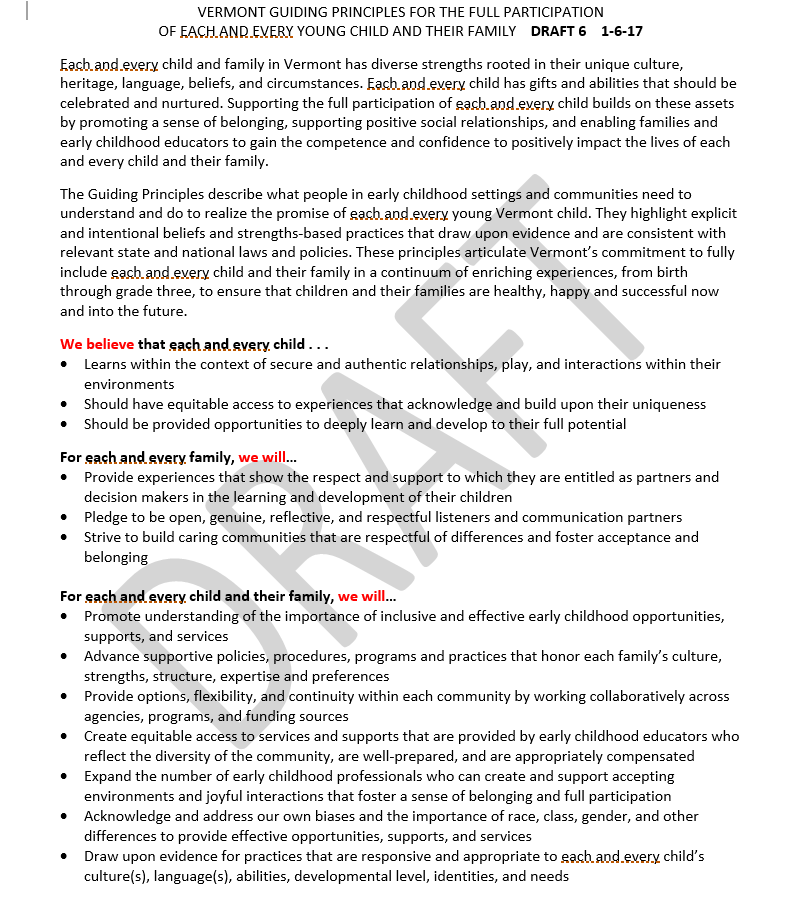 VERMONT GUIDING PRINCIPLES FOR THE FULL PARTICIPATION
OF EACH AND EVERY YOUNG CHILD AND THEIR FAMILY DRAFT 6 1-6-17
Each and every child and family in Vermont has diverse strengths rooted in their unique culture,
heritage, language, beliefs, and circumstances. Each and every child has gifts and abilities that should be
celebrated and nurtured. Supporting the full participation of each and every child builds on these assets
by promoting a sense of belonging, supporting positive social relationships, and enabling families and
early childhood educators to gain the competence and confidence to positively impact the lives of each
and every child and their family.
The Guiding Principles describe what people in early childhood settings and communities need to
understand and do to realize the promise of each and every young Vermont child. They highlight explicit
and intentional beliefs and strengths-based practices that draw upon evidence and are consistent with
relevant state and national laws and policies. These principles articulate Vermont's commitment to fully
include each and every child and their family in a continuum of enriching experiences, from birth
through grade three, to ensure that children and their families are healthy, happy and successful now
and into the future.
We believe that each and every child . . .
• Learns within the context of secure and authentic relationships, play, and interactions within their
environments
• Should have equitable access to experiences that acknowledge and build upon their uniqueness
• Should be provided opportunities to deeply learn and develop to their full potential
For each and every family, we will…
• Provide experiences that show the respect and support to which they are entitled as partners and
decision makers in the learning and development of their children
• Pledge to be open, genuine, reflective, and respectful listeners and communication partners
• Strive to build caring communities that are respectful of differences and foster acceptance and
belonging
For each and every child and their family, we will…
• Promote understanding of the importance of inclusive and effective early childhood opportunities,
supports, and services
• Advance supportive policies, procedures, programs and practices that honor each family's culture,
strengths, structure, expertise and preferences
• Provide options, flexibility, and continuity within each community by working collaboratively across
agencies, programs, and funding sources
• Create equitable access to services and supports that are provided by early childhood educators who
reflect the diversity of the community, are well-prepared, and are appropriately compensated
• Expand the number of early childhood professionals who can create and support accepting
environments and joyful interactions that foster a sense of belonging and full participation
• Acknowledge and address our own biases and the importance of race, class, gender, and other
differences to provide effective opportunities, supports, and services
• Draw upon evidence for practices that are responsive and appropriate to each and every child's
culture(s), language(s), abilities, developmental level, identities, and needs
DRAFT